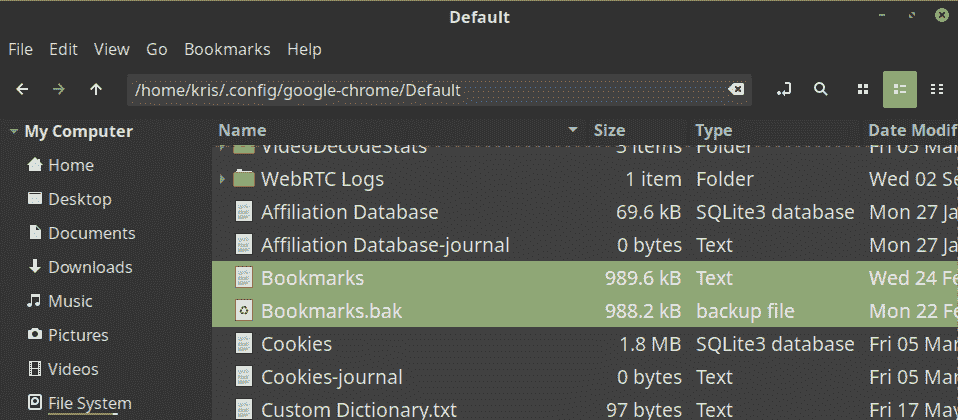 Default
File Edit View Go Bookmarks Help
/home/kris/.config/google-chrome/Default
My Computer
Home
Desktop
Documents
Downloads
Music
Pictures
Videos
File System
Name Size Type Date Modif
VideoDecodeStats 5 items Folder Fri 05 Mar
WebRTC Logs 1 item Folder Wed 02 Se
Affiliation Database 69.6 kB SQLite3 database Mon 27 Ja
Affiliation Database-journal 0 bytes Text Mon 27 Ja
Bookmarks 989.6 kB Text Wed 24 Fe
Bookmarks.bak 988.2 kB backup file Mon 22 Fe
Cookies 1.8 MB SQLite3 database Fri 05 Mar
Cookies-journal 0 bytes Text Fri 05 Mar
Custom Dictionary.txt 97 bytes Text Fri 17 May